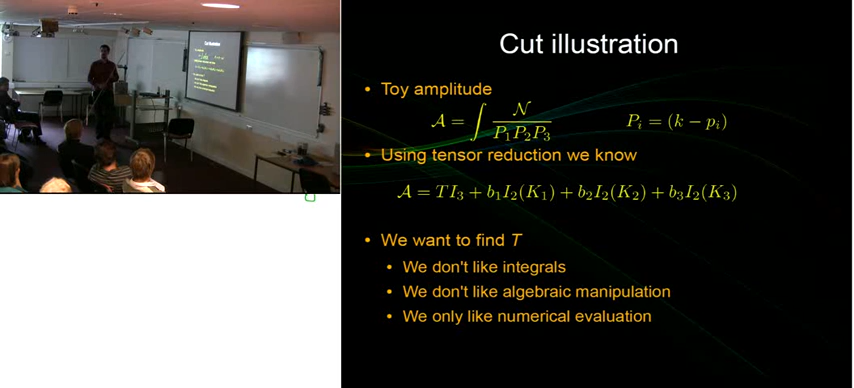 Cut illustration
• Toy amplitude
𝒜 = ∫ 𝒩 / P₁P₂P₃    Pᵢ = (k − pᵢ)
• Using tensor reduction we know
𝒜 = TI₃ + b₁I₂(K₁) + b₂I₂(K₂) + b₃I₂(K₃)
• We want to find T
• We don't like integrals
• We don't like algebraic manipulation
• We only like numerical evaluation